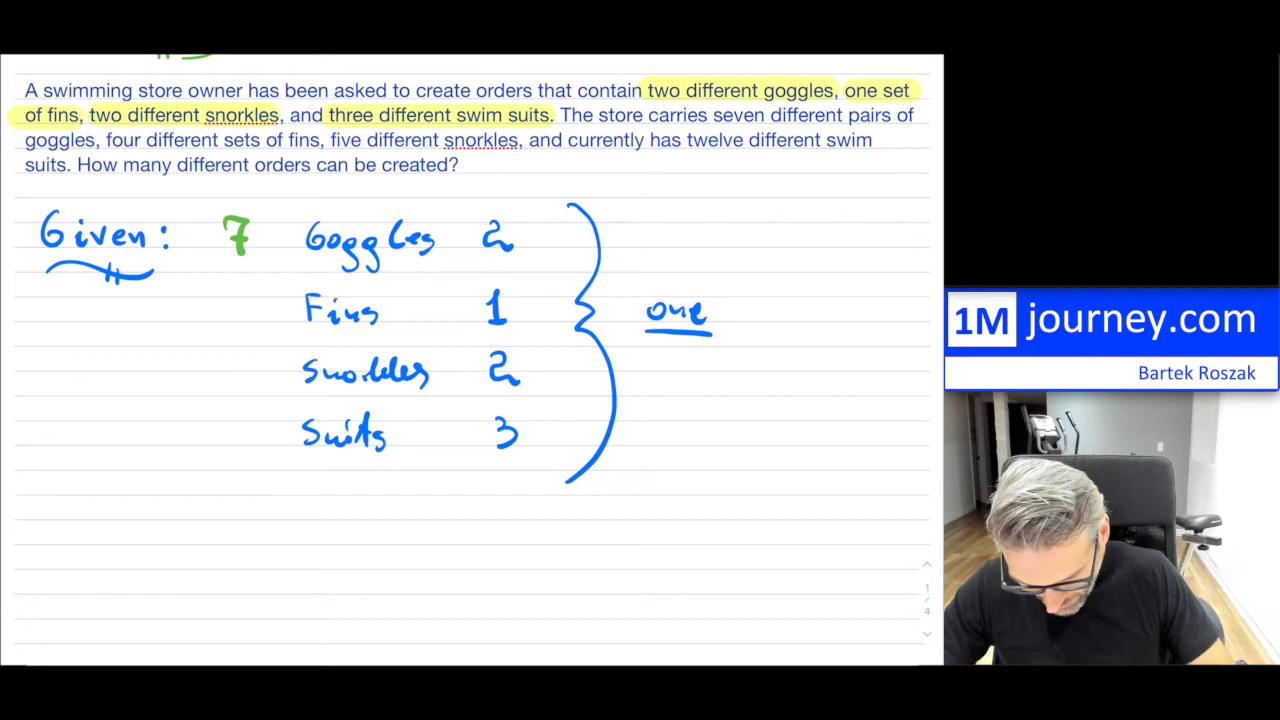 A swimming store owner has been asked to create orders that contain two different goggles, one set
of fins, two different snorkles, and three different swim suits. The store carries seven different pairs of
goggles, four different sets of fins, five different snorkles, and currently has twelve different swim
suits. How many different orders can be created?
Given: 7 Goggles 2
Fins 1
one
Snorkles 2
Suits 3
1M journey.com
Bartek Roszak
1
4